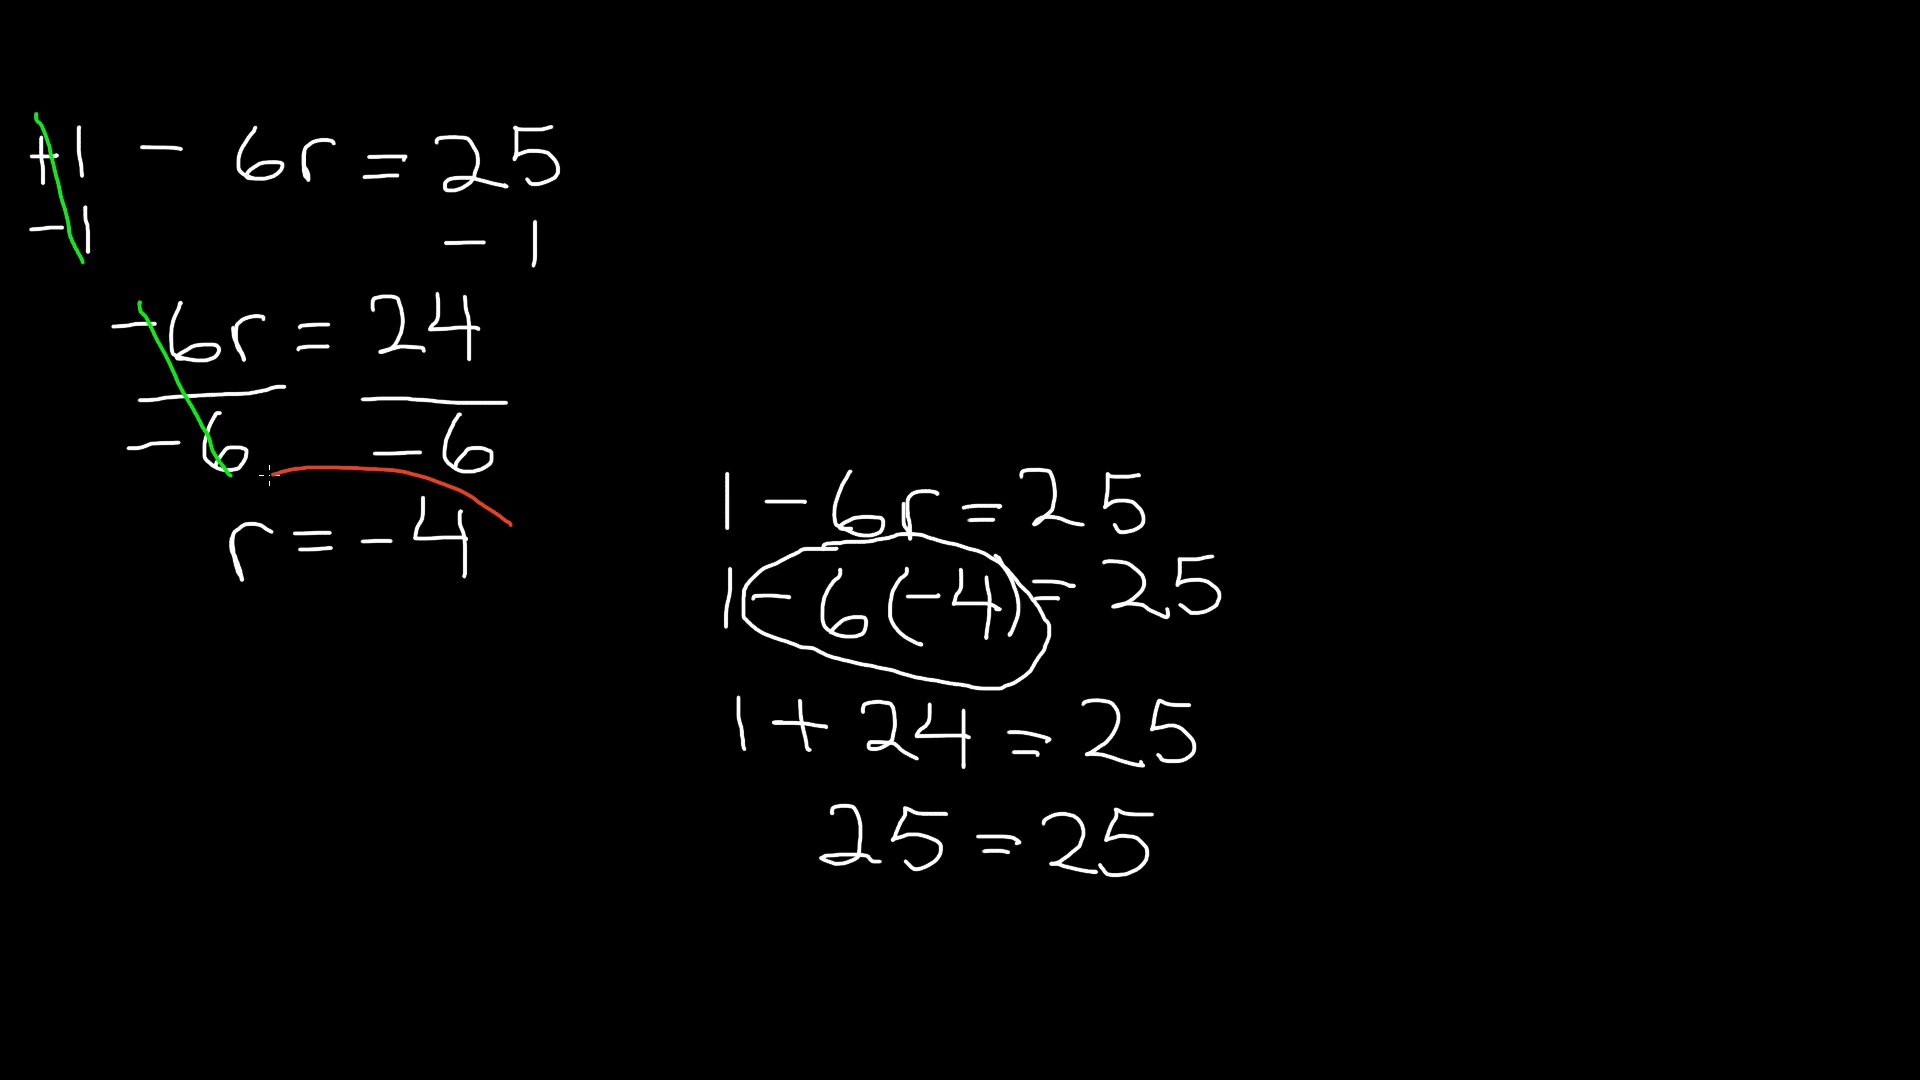 +1 - 6r = 25
-1 - 1
-6r = 24
-6 -6
r = -4
1 - 6r = 25
1 - 6(-4) = 25
1 + 24 = 25
25 = 25